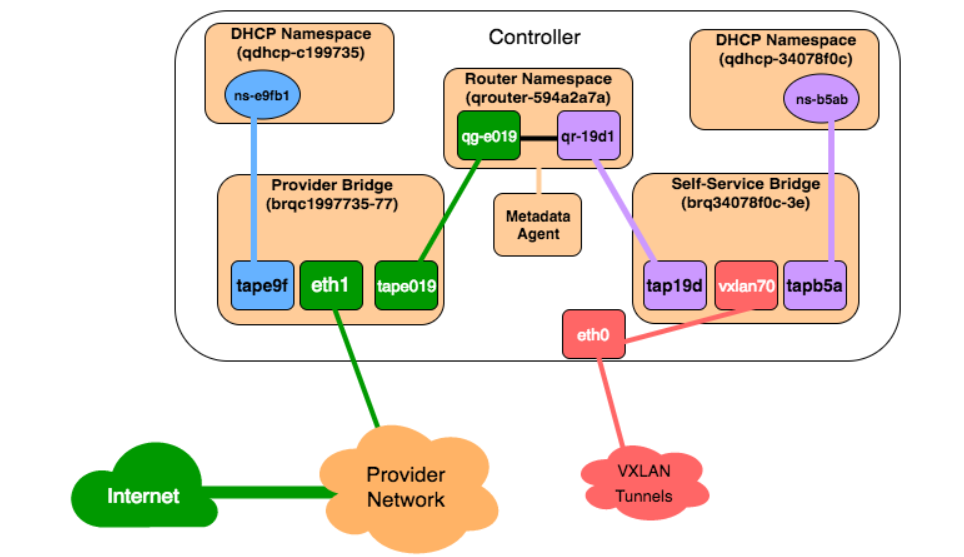 Controller
DHCP Namespace
(qdhcp-c199735)
ns-e9fb1
Router Namespace
(qrouter-594a2a7a)
qg-e019
qr-19d1
DHCP Namespace
(qdhcp-34078f0c)
ns-b5ab
Provider Bridge
(brqc1997735-77)
Metadata
Agent
Self-Service Bridge
(brq34078f0c-3e)
tape9f
eth1
tape019
tap19d
vxlan70
tapb5a
eth0
Internet
Provider
Network
VXLAN
Tunnels